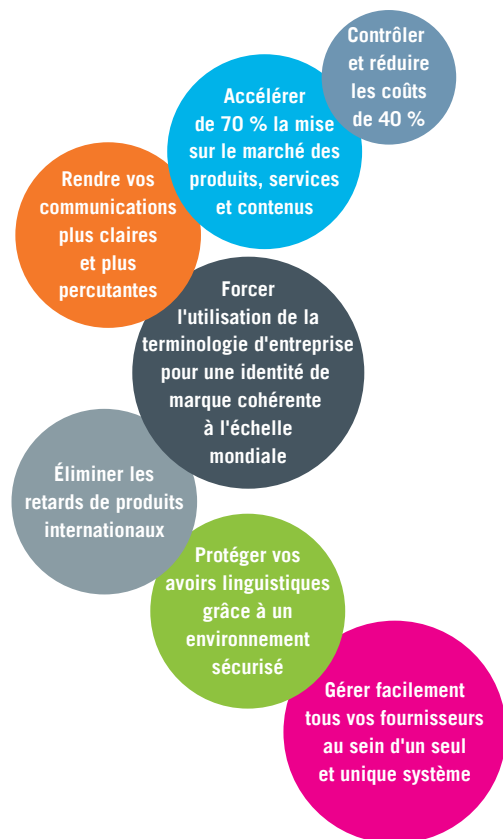 Contrôler
et réduire
les coûts
de 40 %
Accélérer
de 70 % la mise
sur le marché des
produits, services
et contenus
Rendre vos
communications
plus claires
et plus
percutantes
Forcer
l'utilisation de la
terminologie d'entreprise
pour une identité de
marque cohérente
à l'échelle
mondiale
Éliminer les
retards de produits
internationaux
Protéger vos
avoirs linguistiques
grâce à un
environnement
sécurisé
Gérer facilement
tous vos fournisseurs
au sein d'un seul
et unique système